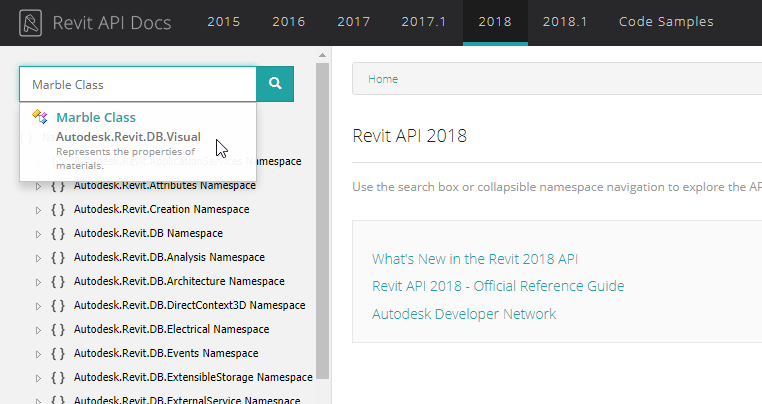 Revit API Docs 2015 2016 2017 2017.1 2018 2018.1 Code Samples
Marble Class
Marble Class
Autodesk.Revit.DB.Visual
Represents the properties of
materials.
Autodesk.Revit.ApplicationServices Namespace
{ } Autodesk.Revit.Attributes Namespace
{ } Autodesk.Revit.Creation Namespace
{ } Autodesk.Revit.DB Namespace
{ } Autodesk.Revit.DB.Analysis Namespace
{ } Autodesk.Revit.DB.Architecture Namespace
{ } Autodesk.Revit.DB.DirectContext3D Namespace
{ } Autodesk.Revit.DB.Electrical Namespace
{ } Autodesk.Revit.DB.Events Namespace
{ } Autodesk.Revit.DB.ExtensibleStorage Namespace
{ } Autodesk.Revit.DB.ExternalService Namespace
Home
Revit API 2018
Use the search box or collapsible namespace navigation to explore the AP
What's New in the Revit 2018 API
Revit API 2018 - Official Reference Guide
Autodesk Developer Network